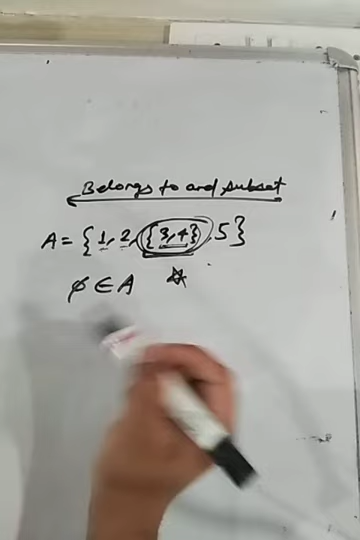 Belongs to and subset
A = {1, 2, {3,4}, 5}
φ ∈ A ☆